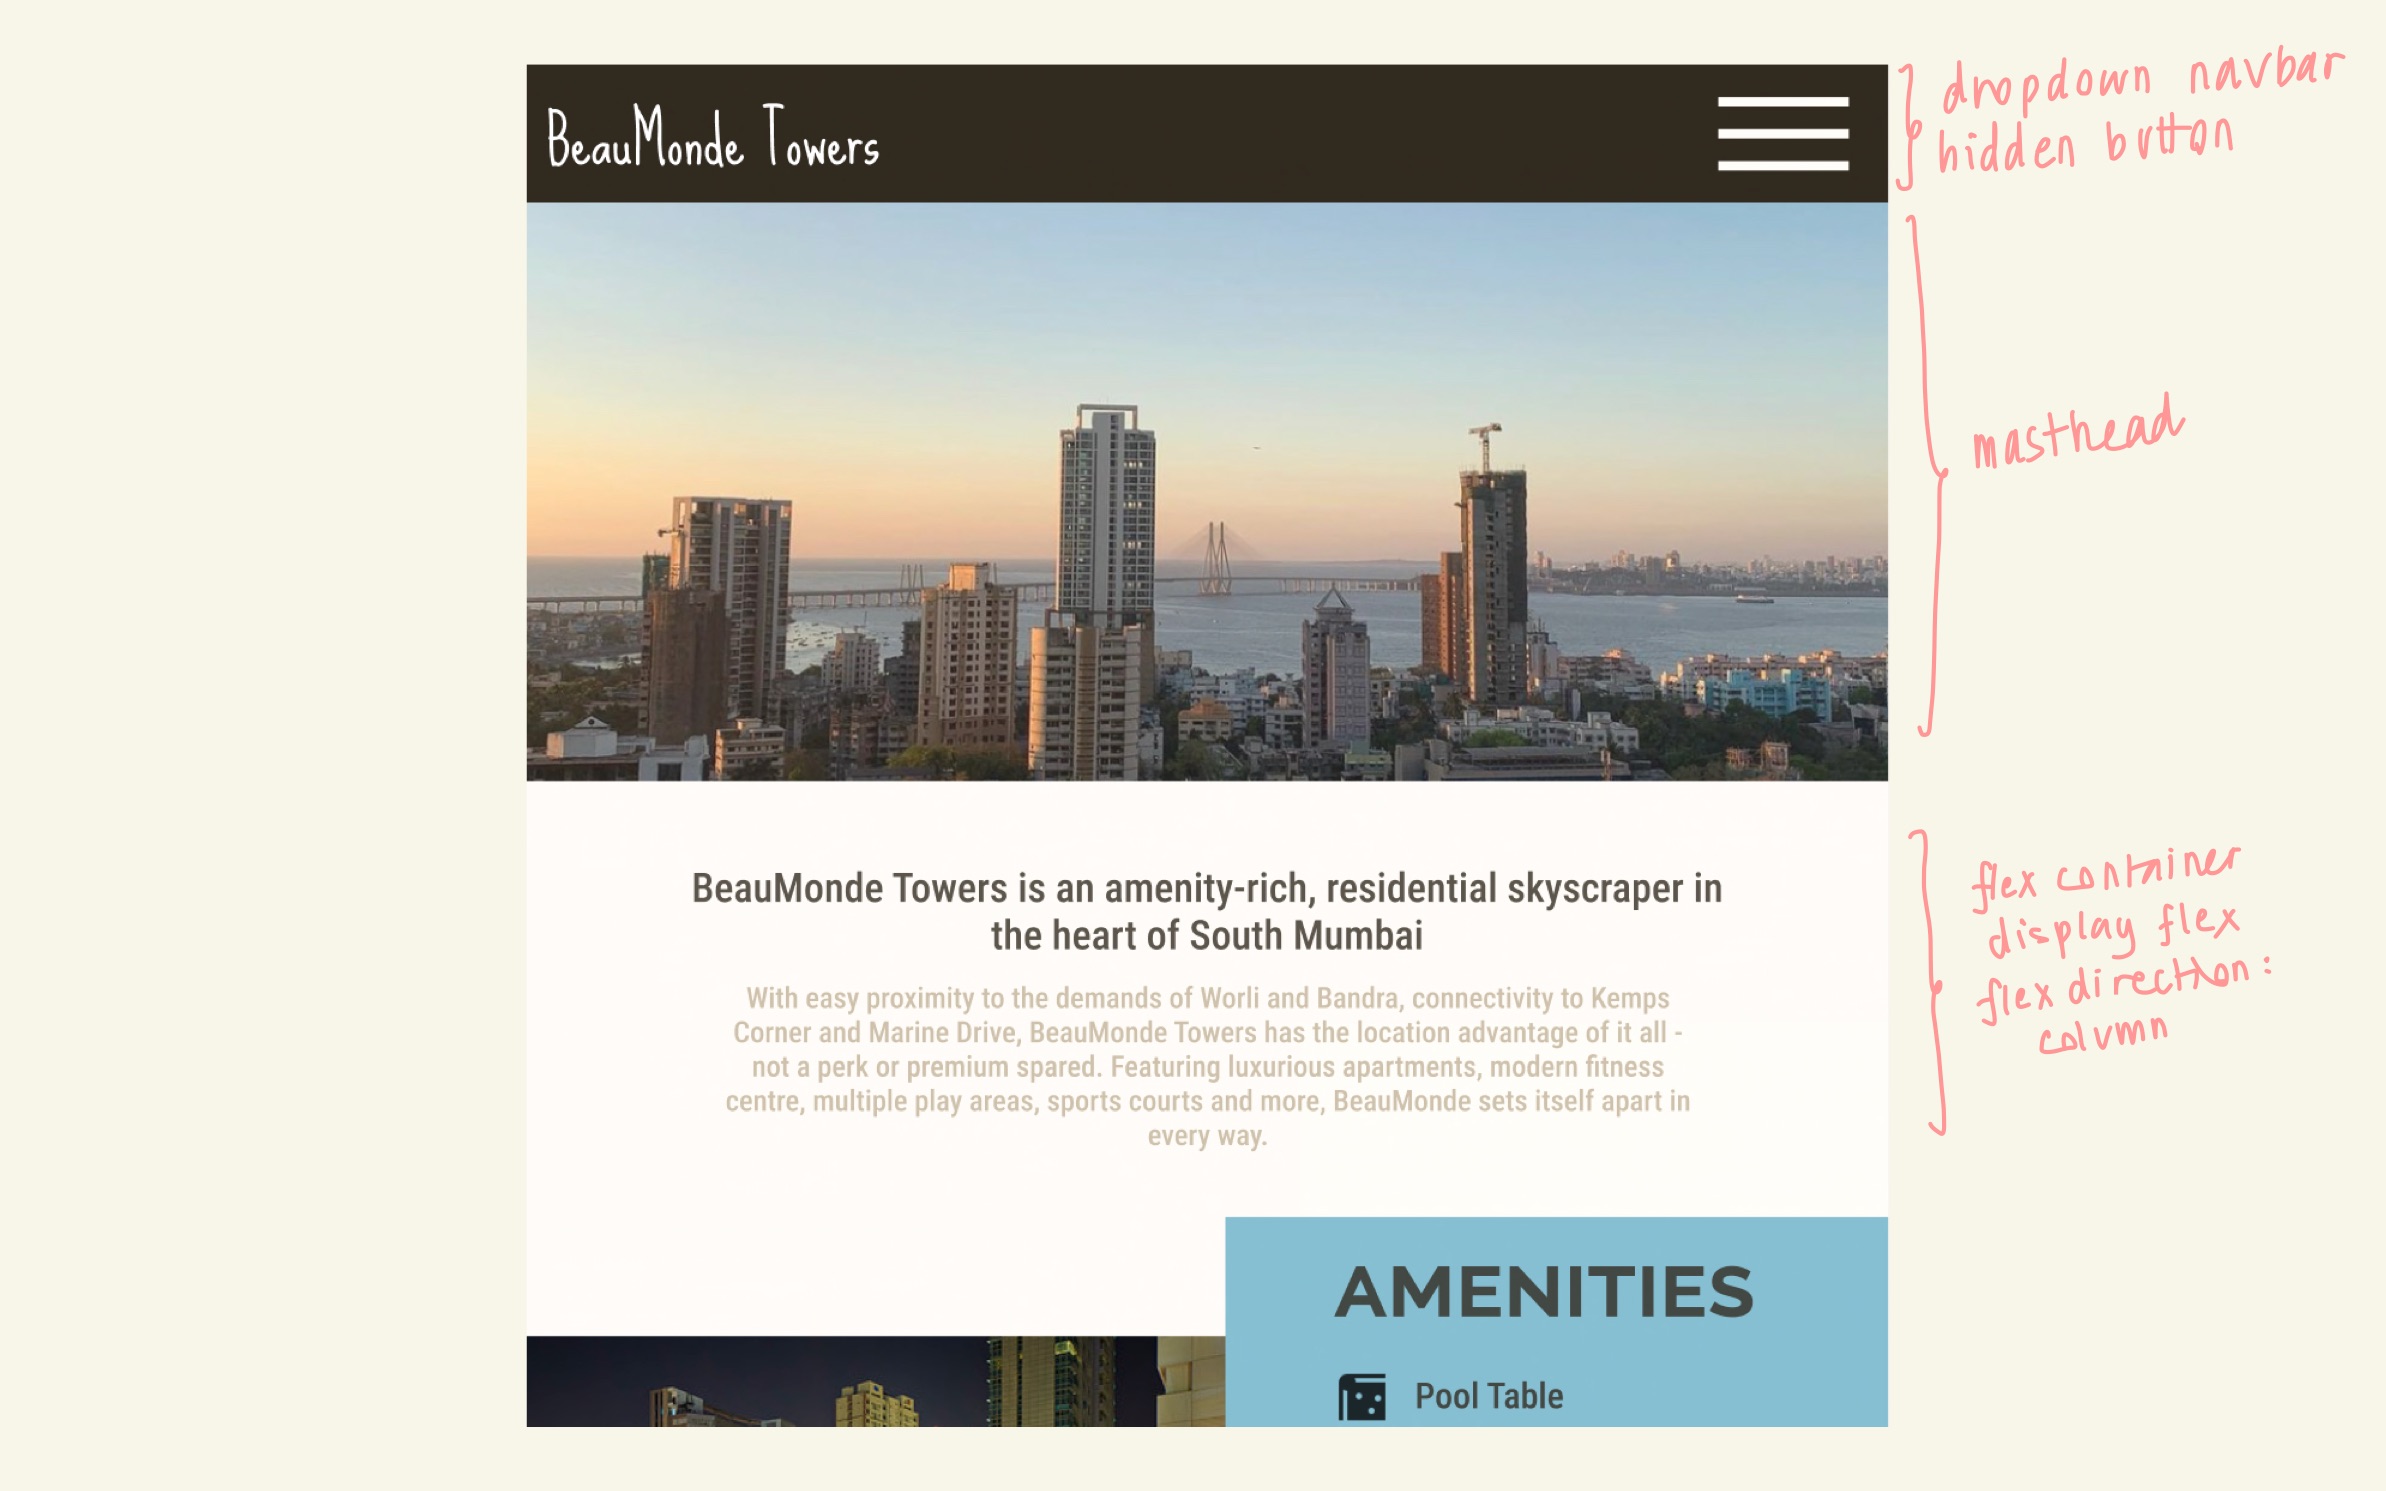 BeauMonde Towers
dropdown navbar
hidden button
masthead
BeauMonde Towers is an amenity-rich, residential skyscraper in
the heart of South Mumbai
With easy proximity to the demands of Worli and Bandra, connectivity to Kemps
Corner and Marine Drive, BeauMonde Towers has the location advantage of it all -
not a perk or premium spared. Featuring luxurious apartments, modern fitness
centre, multiple play areas, sports courts and more, BeauMonde sets itself apart in
every way.
flex container
display flex
flex direction:
column
AMENITIES
Pool Table